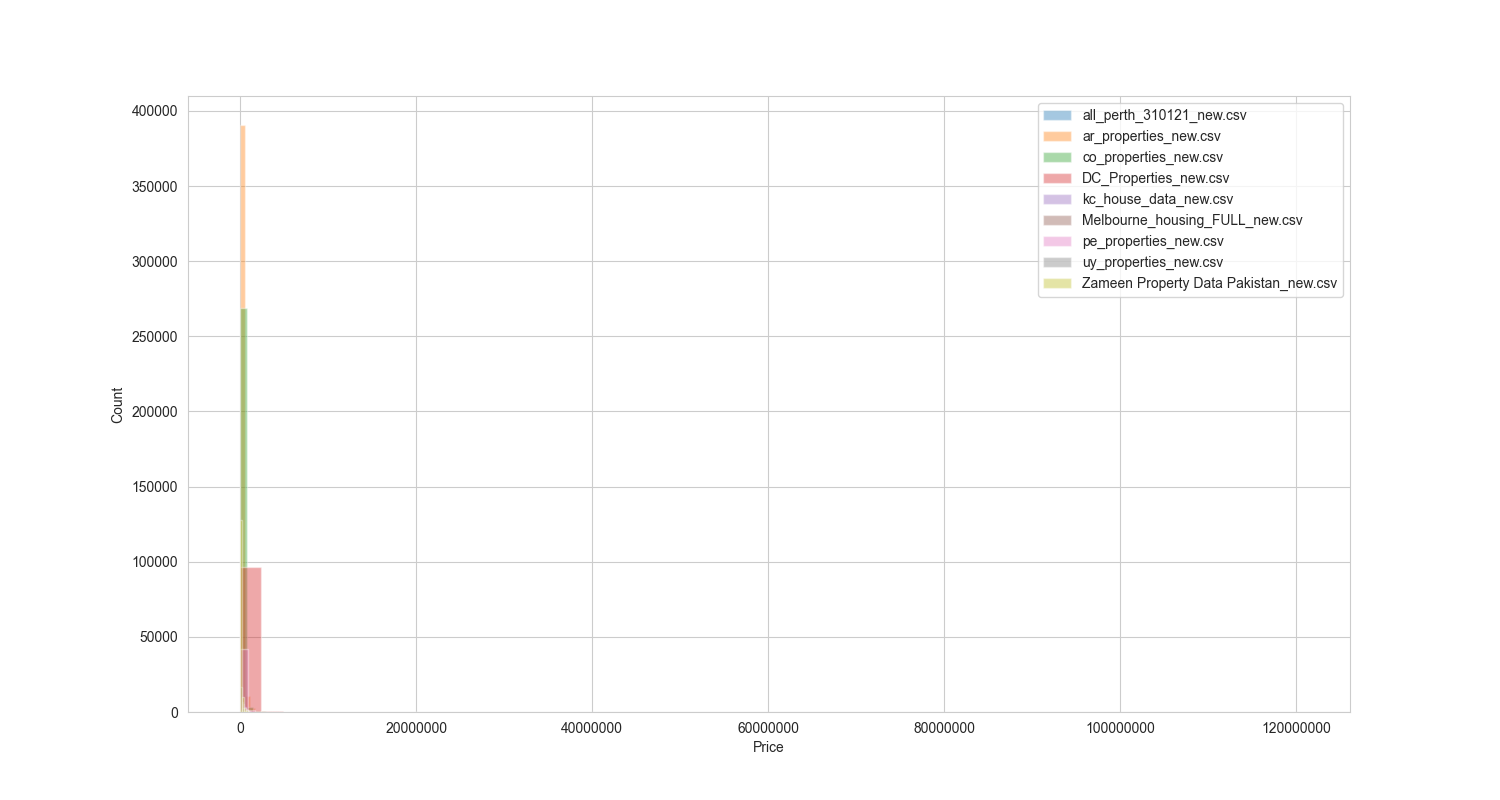 400000
350000
300000
250000
200000
150000
100000
50000
0
Count
0 20000000 40000000 60000000 80000000 100000000 120000000
Price
all_perth_310121_new.csv
ar_properties_new.csv
co_properties_new.csv
DC_Properties_new.csv
kc_house_data_new.csv
Melbourne_housing_FULL_new.csv
pe_properties_new.csv
uy_properties_new.csv
Zameen Property Data Pakistan_new.csv